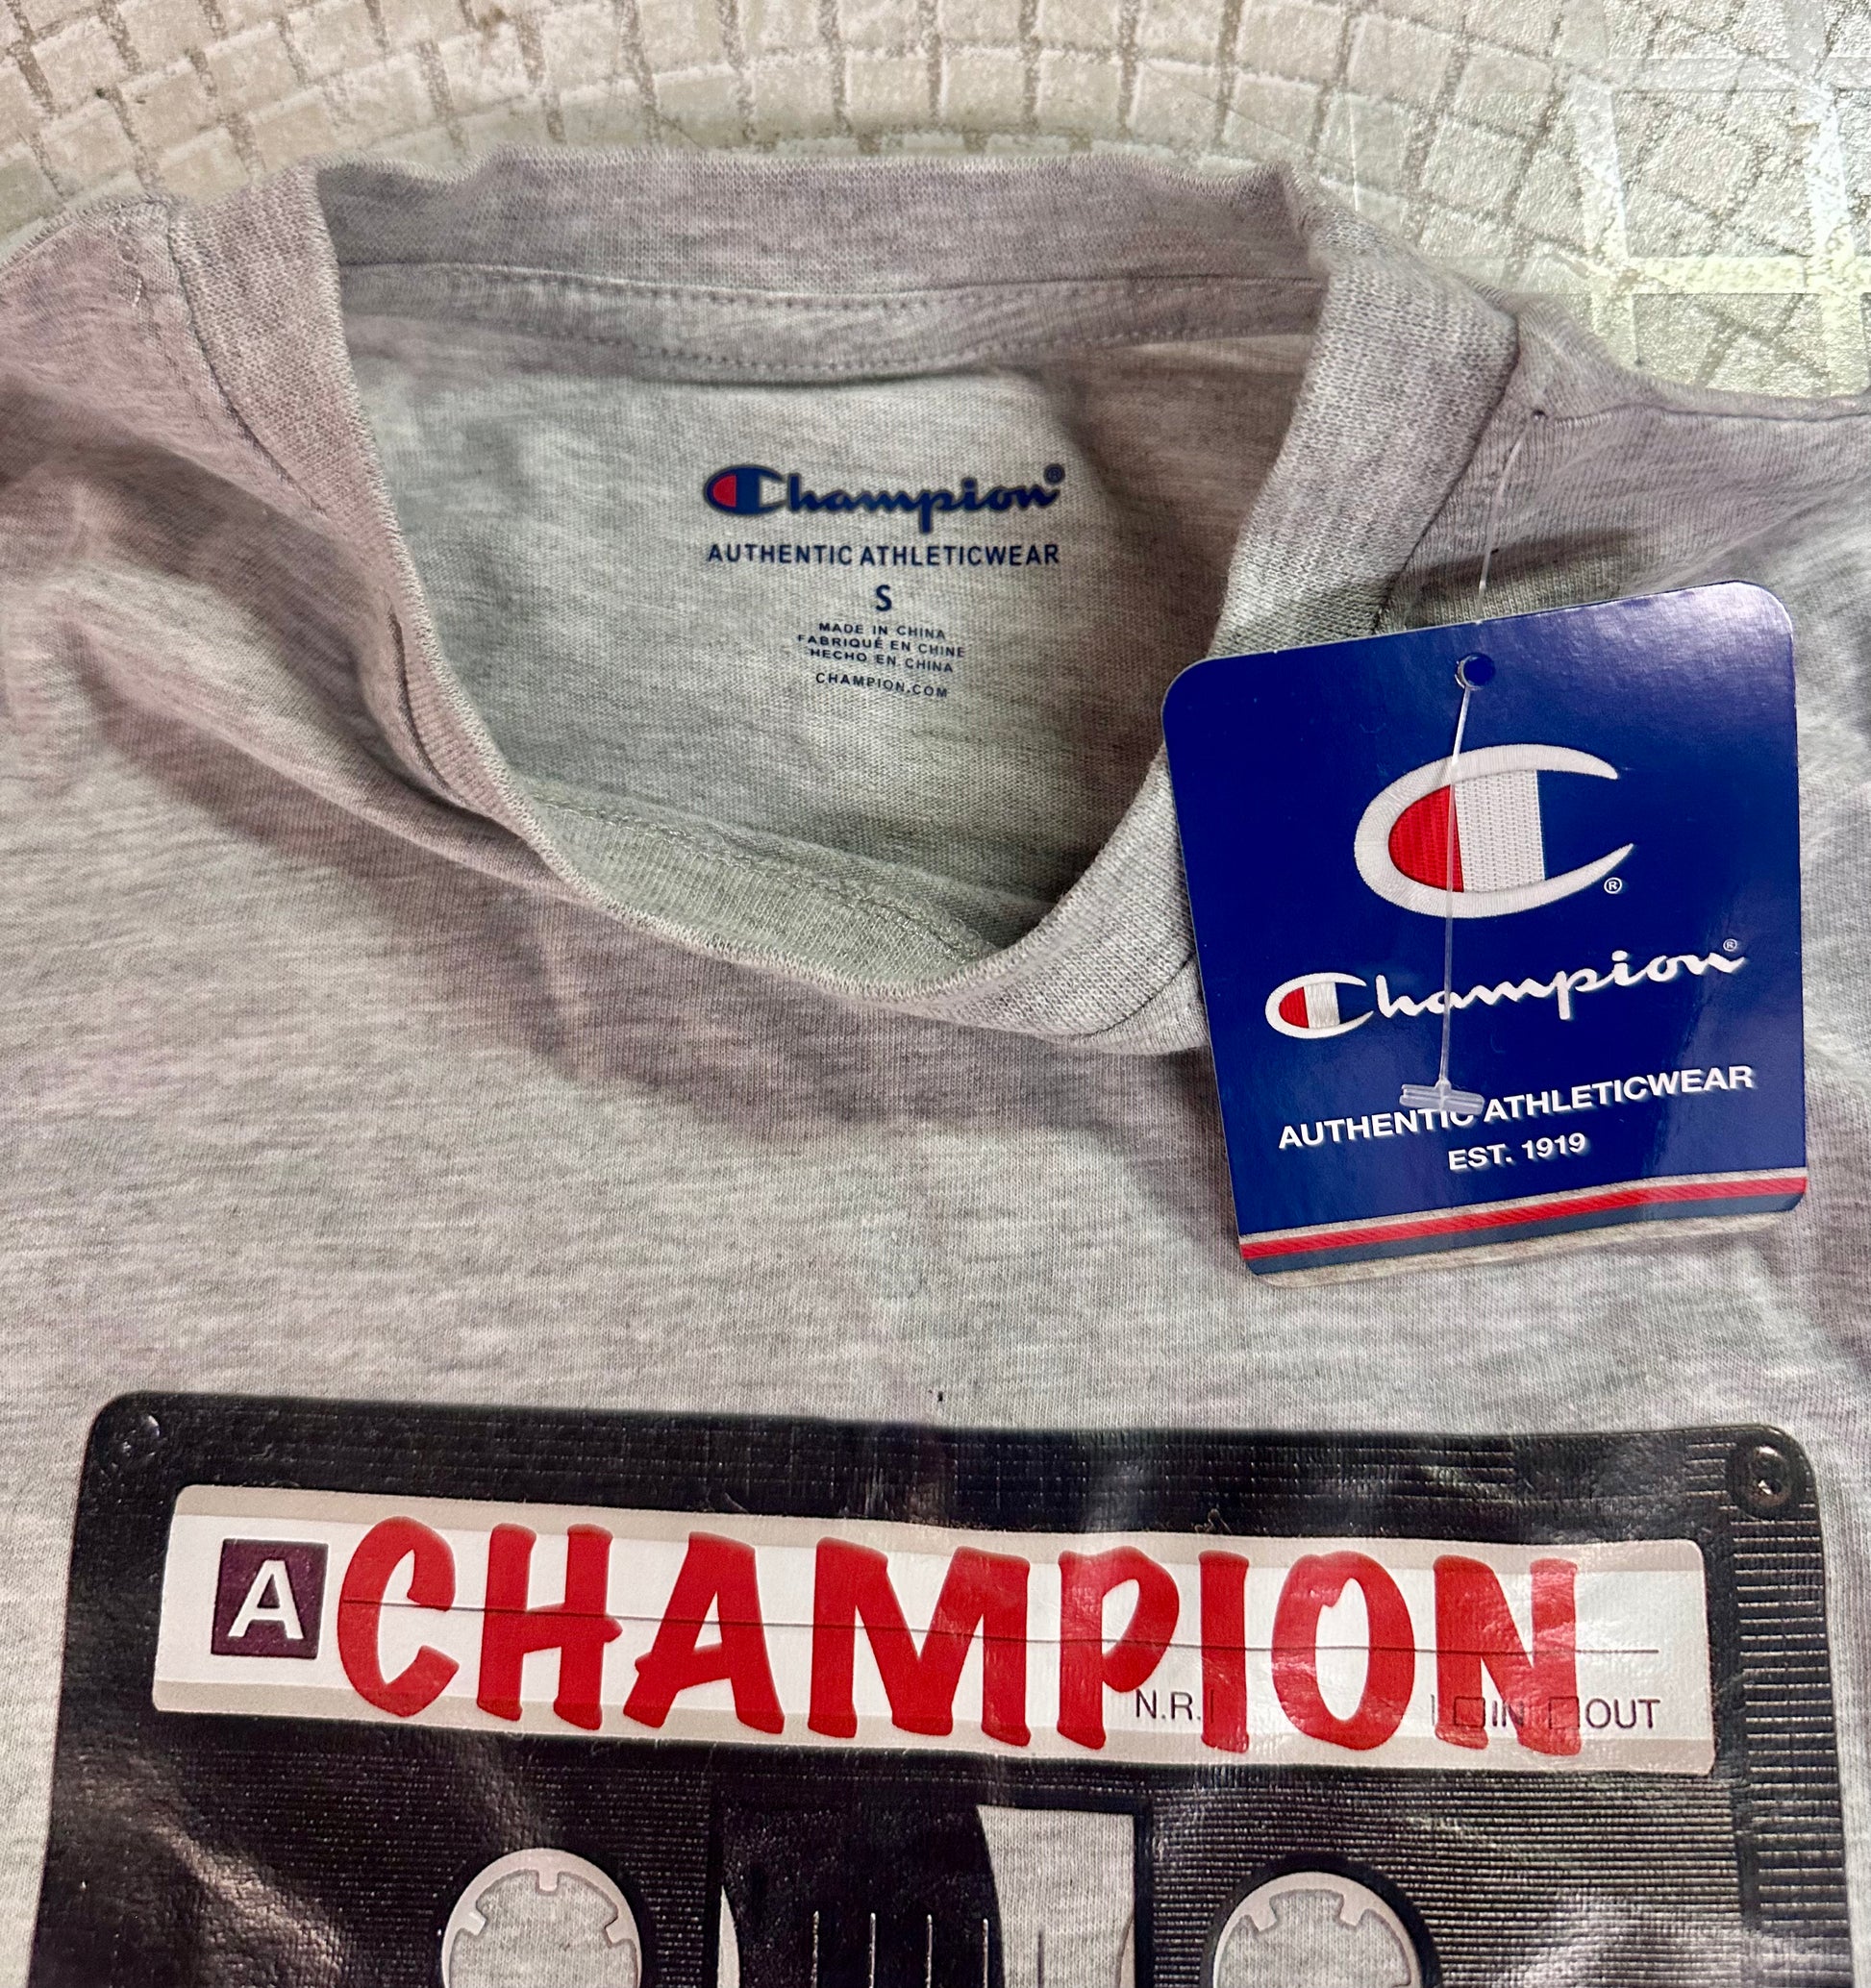 Champion®
AUTHENTIC ATHLETICWEAR
S
MADE IN CHINA
FABRIQUÉ EN CHINE
HECHO EN CHINA
CHAMPION.COM
®
Champion®
AUTHENTIC ATHLETICWEAR
EST. 1919
A CHAMPION
N.R. IN OUT